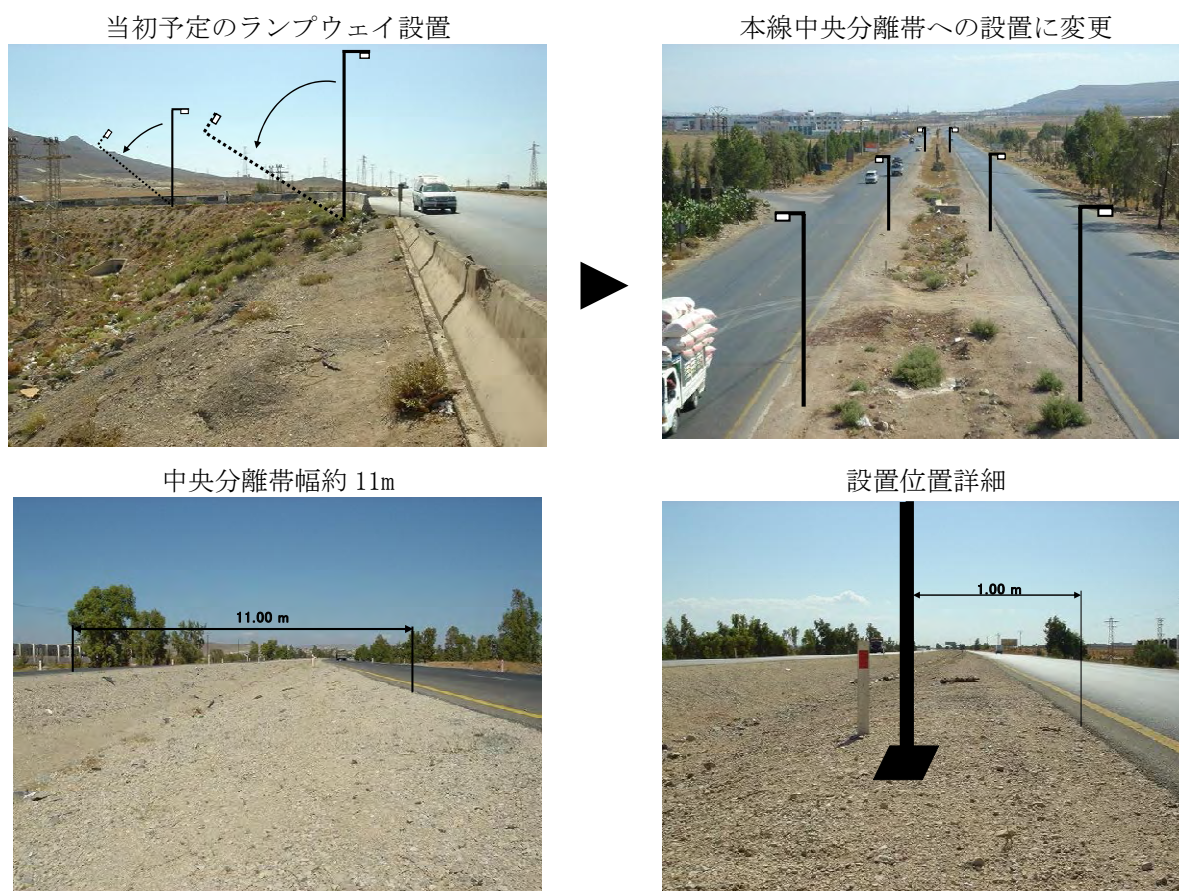 当初予定のランプウェイ設置
本線中央分離帯への設置に変更
中央分離帯幅約 11m
設置位置詳細
11.00 m
1.00 m